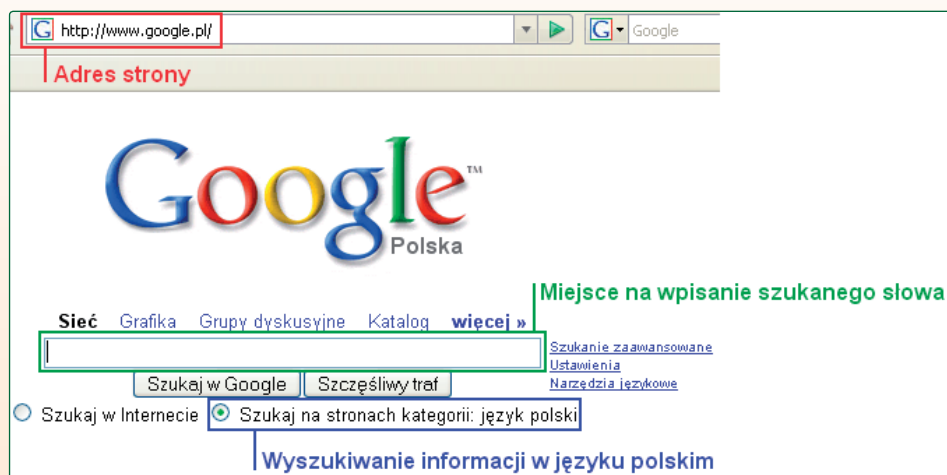 http://www.google.pl/ Google
Adres strony
Google™
Polska
Miejsce na wpisanie szukanego słowa
Sieć Grafika Grupy dyskusyjne Katalog więcej »
Szukanie zaawansowane
Ustawienia
Narzędzia językowe
Szukaj w Google Szczęśliwy traf
Szukaj w Internecie Szukaj na stronach kategorii: język polski
Wyszukiwanie informacji w języku polskim